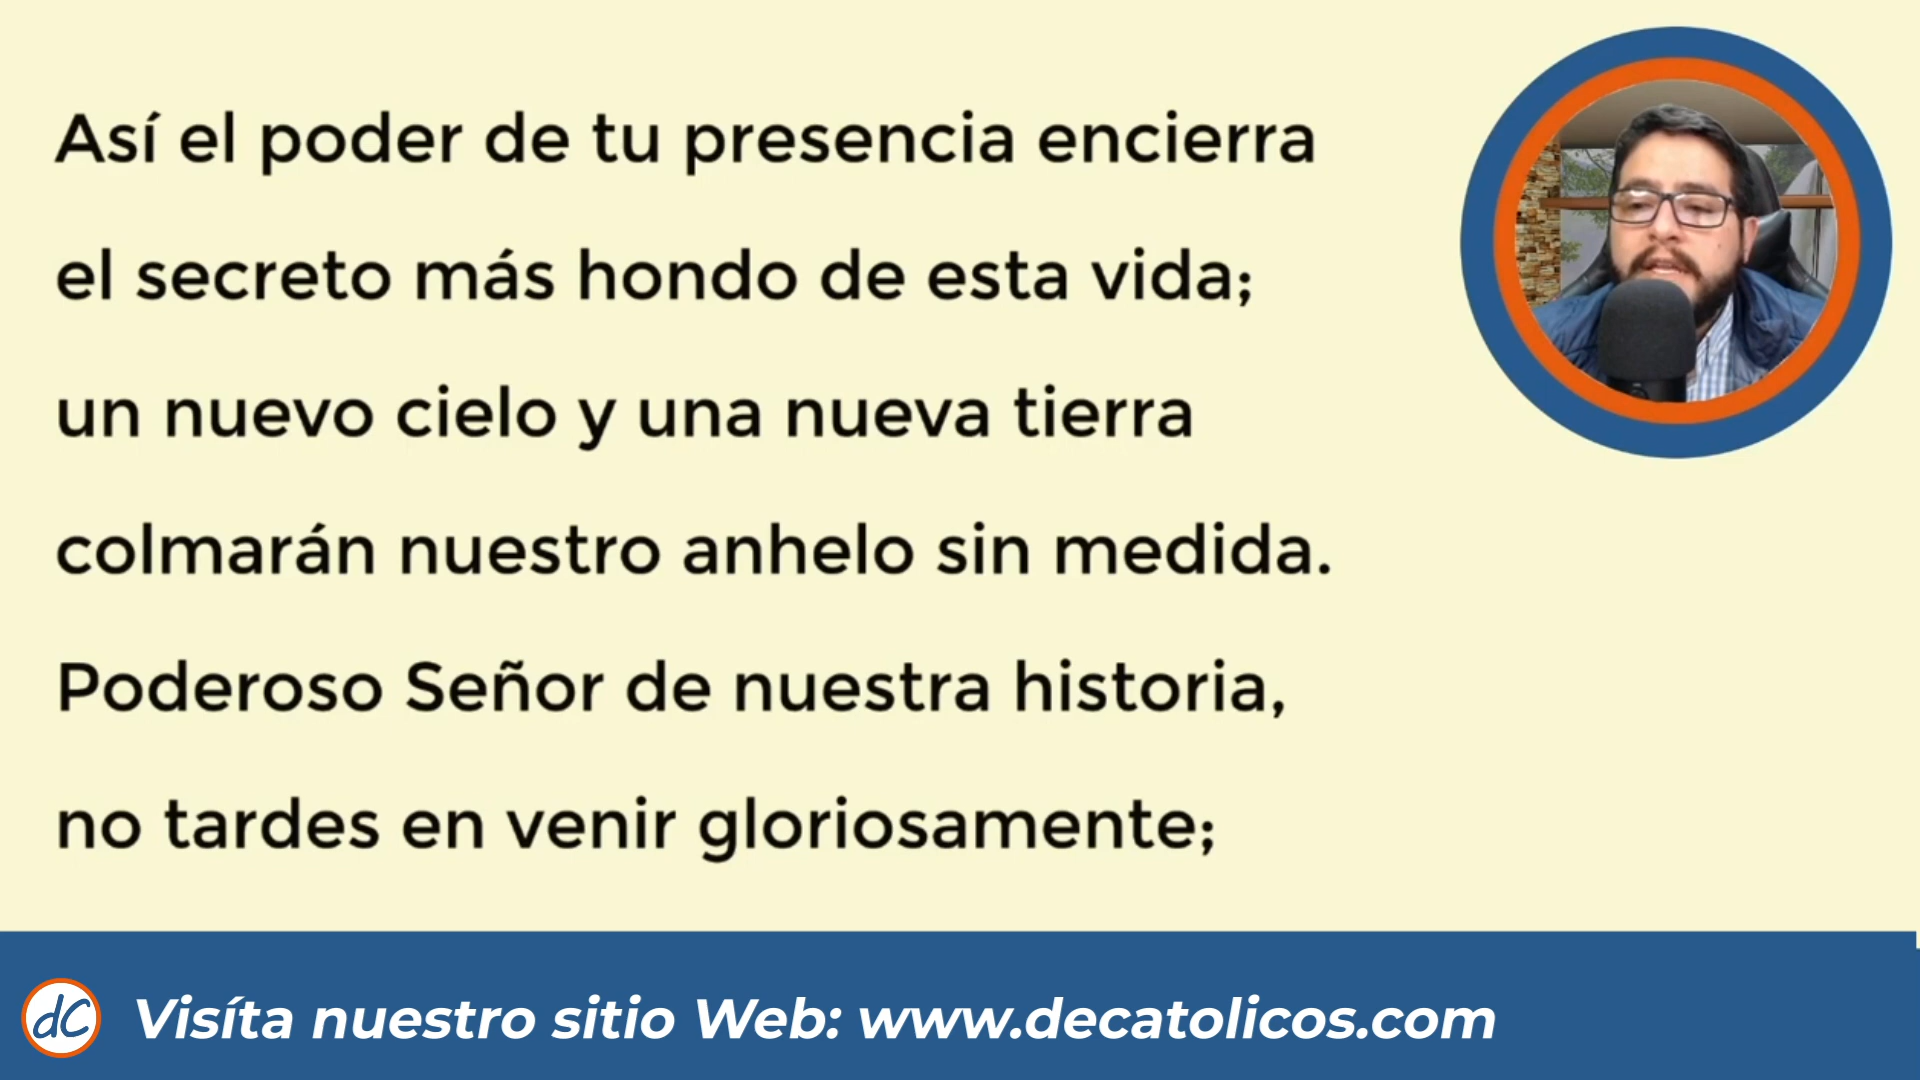 Así el poder de tu presencia encierra
el secreto más hondo de esta vida;
un nuevo cielo y una nueva tierra
colmarán nuestro anhelo sin medida.
Poderoso Señor de nuestra historia,
no tardes en venir gloriosamente;
dC Visíta nuestro sitio Web: www.decatolicos.com